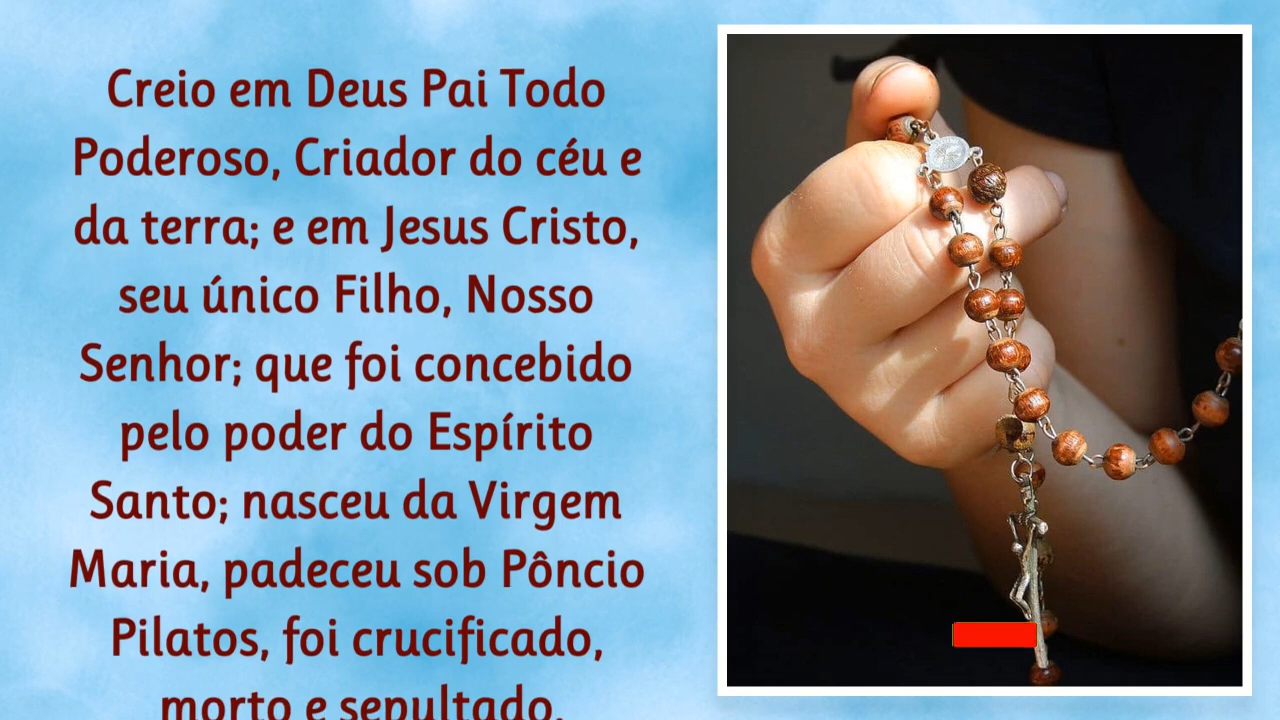 Creio em Deus Pai Todo
Poderoso, Criador do céu e
da terra; e em Jesus Cristo,
seu único Filho, Nosso
Senhor; que foi concebido
pelo poder do Espírito
Santo; nasceu da Virgem
Maria, padeceu sob Pôncio
Pilatos, foi crucificado,
morto e sepultado.